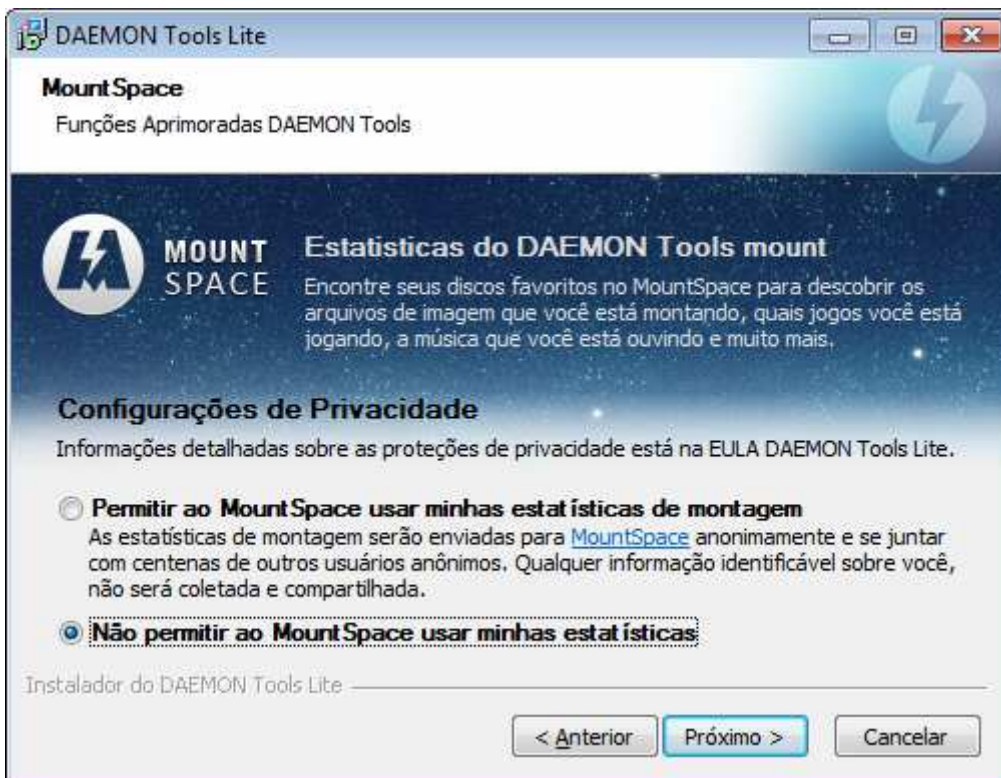 DAEMON Tools Lite
MountSpace
Funções Aprimoradas DAEMON Tools
MOUNT
SPACE
Estatisticas do DAEMON Tools mount
Encontre seus discos favoritos no MountSpace para descobrir os
arquivos de imagem que você está montando, quais jogos você está
jogando, a música que você está ouvindo e muito mais.
Configurações de Privacidade
Informações detalhadas sobre as proteções de privacidade está na EULA DAEMON Tools Lite.
Permitir ao MountSpace usar minhas estatísticas de montagem
As estatísticas de montagem serão enviadas para MountSpace anonimamente e se juntar
com centenas de outros usuários anônimos. Qualquer informação identificável sobre você,
não será coletada e compartilhada.
Não permitir ao MountSpace usar minhas estatísticas
Instalador do DAEMON Tools Lite
< Anterior
Próximo >
Cancelar